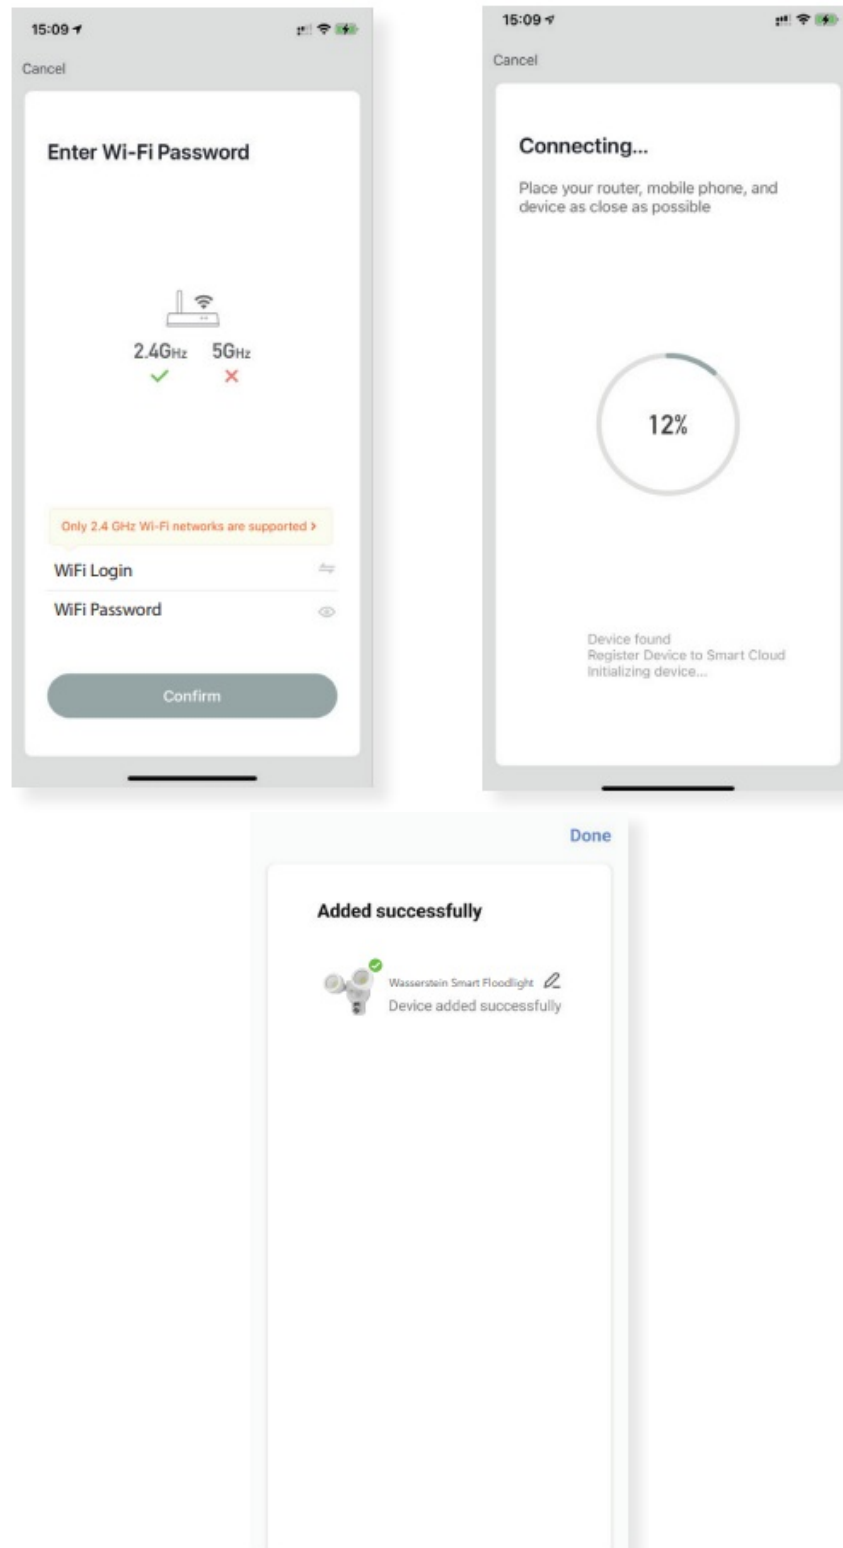 15:09
Cancel
Enter Wi-Fi Password
2.4GHz 5GHz
Only 2.4 GHz Wi-Fi networks are supported >
WiFi Login
WiFi Password
Confirm
15:09
Cancel
Connecting...
Place your router, mobile phone, and
device as close as possible
12%
Device found
Register Device to Smart Cloud
Initializing device...
Done
Added successfully
Wasserstein Smart Floodlight
Device added successfully